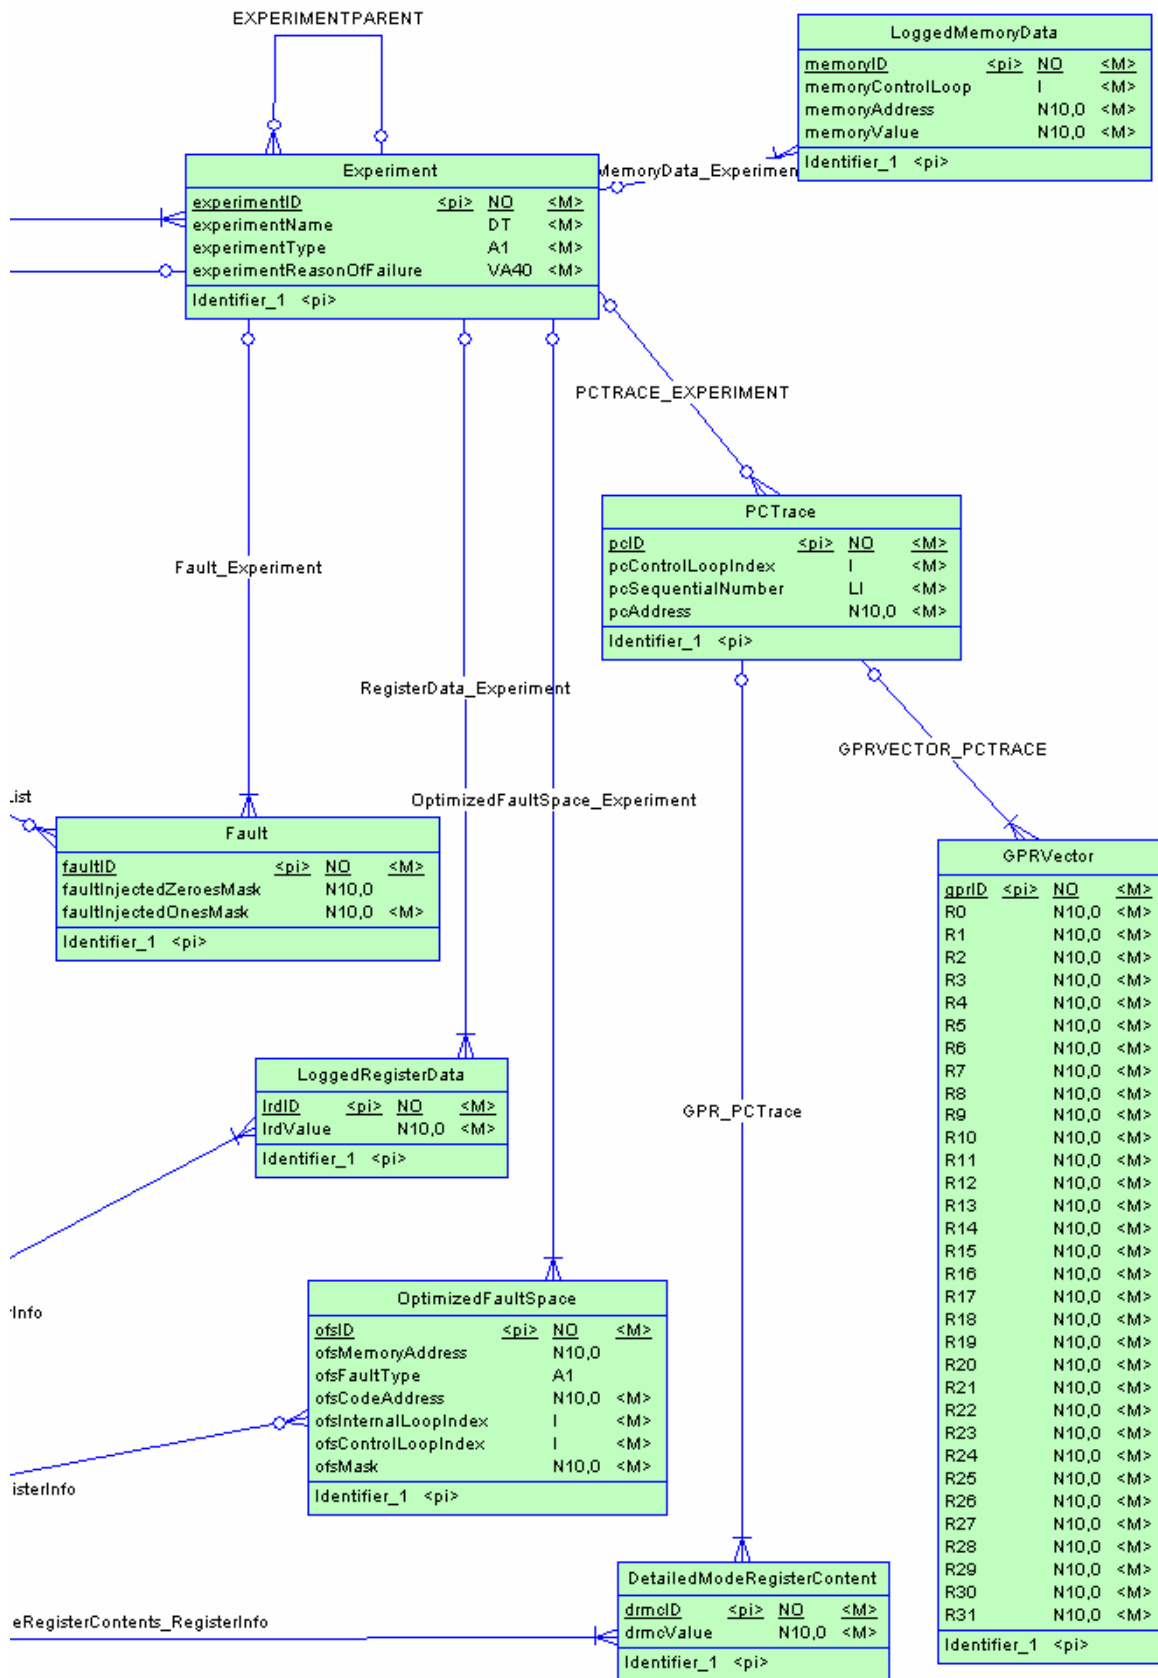 EXPERIMENTPARENT
LoggedMemoryData
memoryID <pi> NO <M>
memoryControlLoop I <M>
memoryAddress N10,0 <M>
memoryValue N10,0 <M>
Identifier_1 <pi>
MemoryData_Experimen
Experiment
experimentID <pi> NO <M>
experimentName DT <M>
experimentType A1 <M>
experimentReasonOfFailure VA40 <M>
Identifier_1 <pi>
PCTRACE_EXPERIMENT
PCTrace
pcID <pi> NO <M>
pcControlLoopIndex I <M>
pcSequentialNumber LI <M>
pcAddress N10,0 <M>
Identifier_1 <pi>
Fault_Experiment
RegisterData_Experiment
GPRVECTOR_PCTRACE
List
OptimizedFaultSpace_Experiment
Fault
faultID <pi> NO <M>
faultInjectedZeroesMask N10,0
faultInjectedOnesMask N10,0 <M>
Identifier_1 <pi>
GPRVector
gprID <pi> NO <M>
R0 N10,0 <M>
R1 N10,0 <M>
R2 N10,0 <M>
R3 N10,0 <M>
R4 N10,0 <M>
R5 N10,0 <M>
R6 N10,0 <M>
R7 N10,0 <M>
R8 N10,0 <M>
R9 N10,0 <M>
R10 N10,0 <M>
R11 N10,0 <M>
R12 N10,0 <M>
R13 N10,0 <M>
R14 N10,0 <M>
R15 N10,0 <M>
R16 N10,0 <M>
R17 N10,0 <M>
R18 N10,0 <M>
R19 N10,0 <M>
R20 N10,0 <M>
R21 N10,0 <M>
R22 N10,0 <M>
R23 N10,0 <M>
R24 N10,0 <M>
R25 N10,0 <M>
R26 N10,0 <M>
R27 N10,0 <M>
R28 N10,0 <M>
R29 N10,0 <M>
R30 N10,0 <M>
R31 N10,0 <M>
Identifier_1 <pi>
LoggedRegisterData
lrdID <pi> NO <M>
lrdValue N10,0 <M>
Identifier_1 <pi>
GPR_PCTrace
rInfo
OptimizedFaultSpace
ofsID <pi> NO <M>
ofsMemoryAddress N10,0
ofsFaultType A1
ofsCodeAddress N10,0 <M>
ofsInternalLoopIndex I <M>
ofsControlLoopIndex I <M>
ofsMask N10,0 <M>
Identifier_1 <pi>
isterInfo
DetailedModeRegisterContent
drmcID <pi> NO <M>
drmcValue N10,0 <M>
Identifier_1 <pi>
eRegisterContents_RegisterInfo